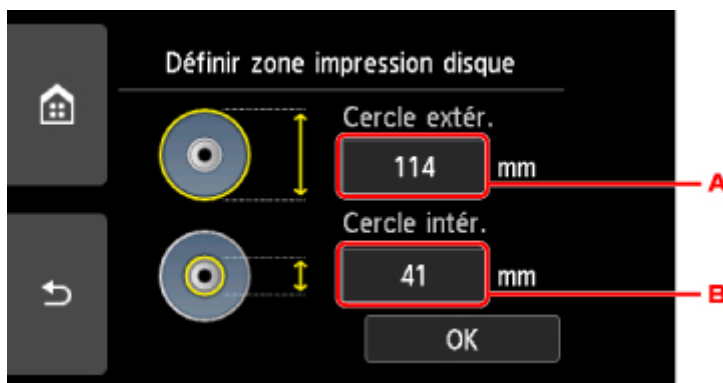 Définir zone impression disque
Cercle extér.
114 mm
A
Cercle intér.
41 mm
B
OK